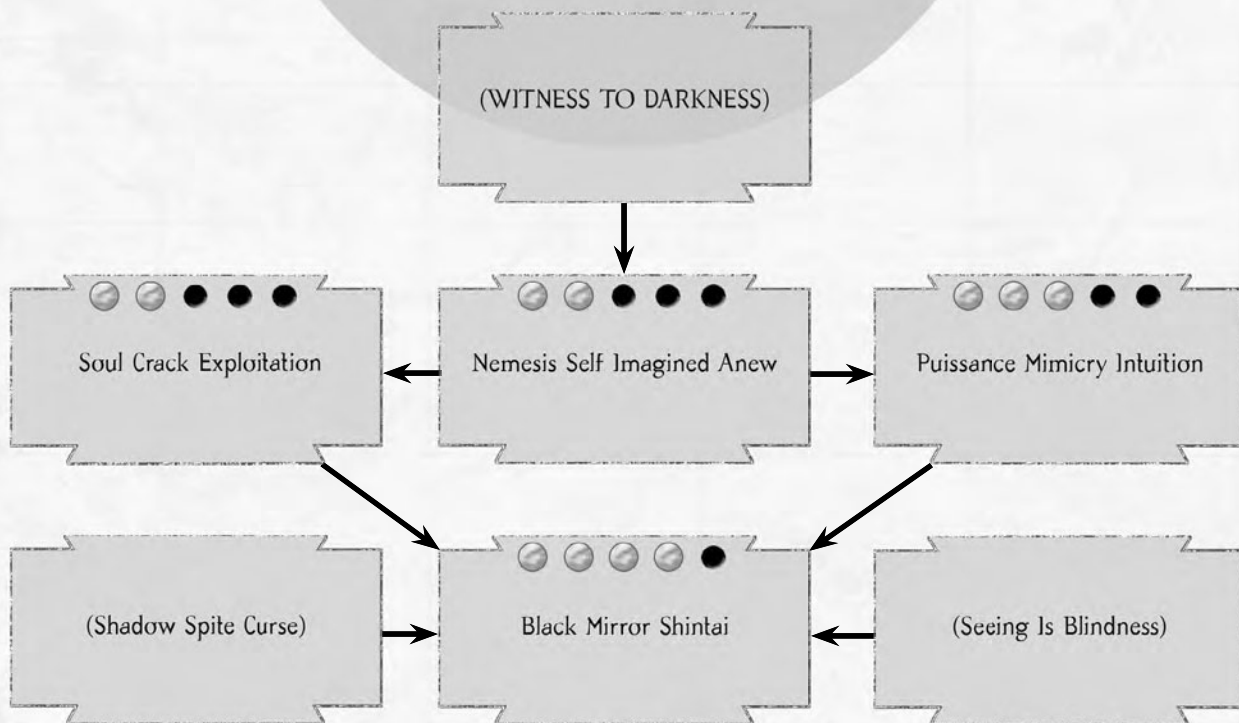 (WITNESS TO DARKNESS)
Soul Crack Exploitation
Nemesis Self Imagined Anew
Puissance Mimicry Intuition
(Shadow Spite Curse)
Black Mirror Shintai
(Seeing Is Blindness)